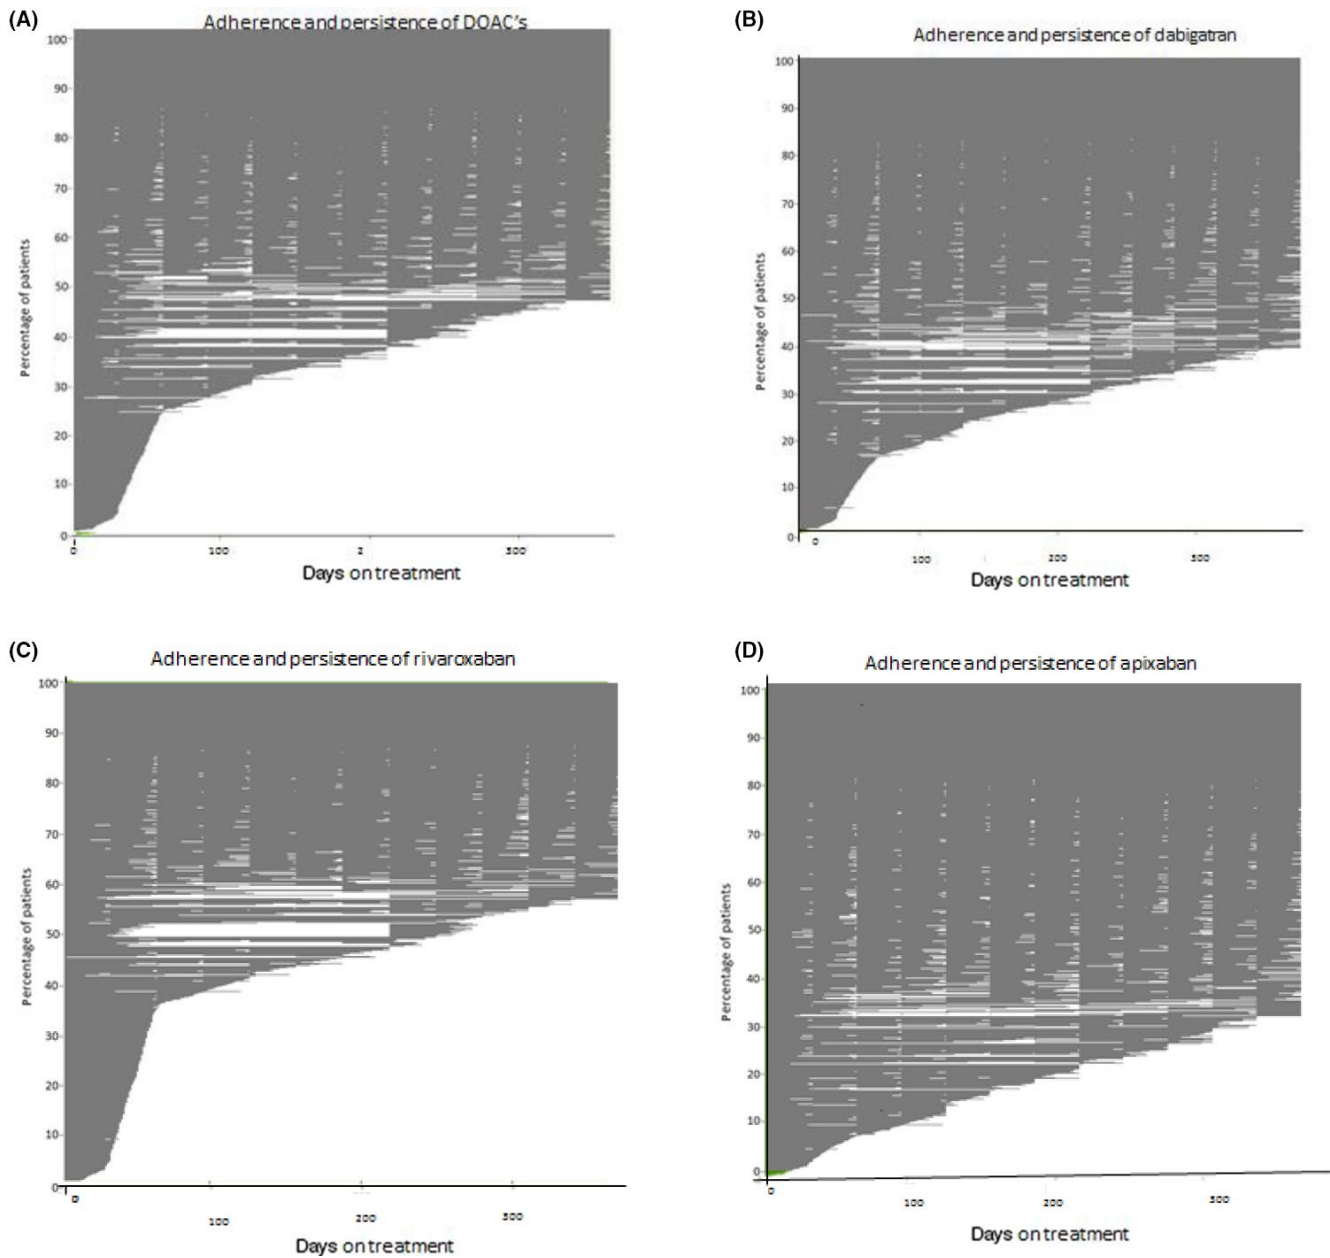 (A)
Adherence and persistence of DOAC's
100
90
80
70
60
50
40
30
20
10
0
Percentage of patients
0 100 2 300
Days on treatment
(B)
Adherence and persistence of dabigatran
100
90
80
70
60
50
40
30
20
10
0
Percentage of patients
0 100 200 300
Days on treatment
(C)
Adherence and persistence of rivaroxaban
100
90
80
70
60
50
40
30
20
10
0
Percentage of patients
0 100 200 300
Days on treatment
(D)
Adherence and persistence of apixaban
100
90
80
70
60
50
40
30
20
10
0
Percentage of patients
0 100 200 300
Days on treatment